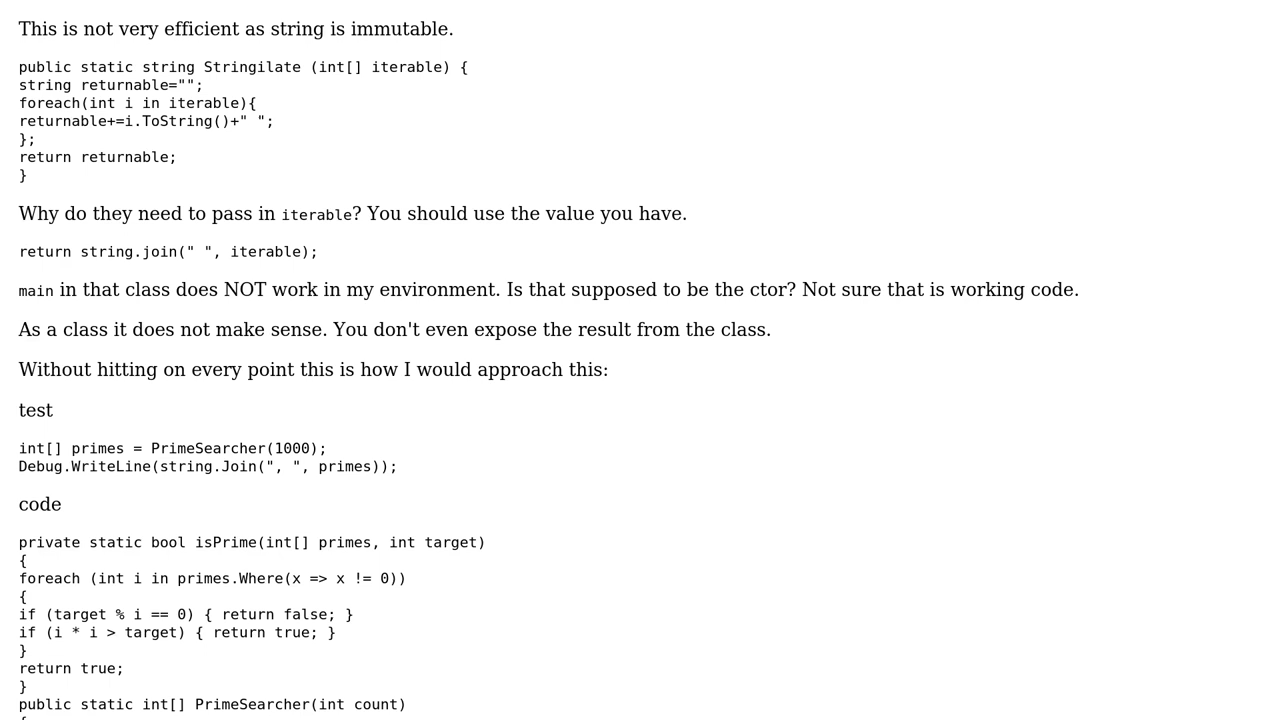 This is not very efficient as string is immutable.
public static string Stringilate (int[] iterable) {
string returnable="";
foreach(int i in iterable){
returnable+=i.ToString()+" ";
};
return returnable;
}
Why do they need to pass in iterable? You should use the value you have.
return string.join(" ", iterable);
main in that class does NOT work in my environment. Is that supposed to be the ctor? Not sure that is working code.
As a class it does not make sense. You don't even expose the result from the class.
Without hitting on every point this is how I would approach this:
test
int[] primes = PrimeSearcher(1000);
Debug.WriteLine(string.Join(", ", primes));
code
private static bool isPrime(int[] primes, int target)
{
foreach (int i in primes.Where(x => x != 0))
{
if (target % i == 0) { return false; }
if (i * i > target) { return true; }
}
return true;
}
public static int[] PrimeSearcher(int count)
{